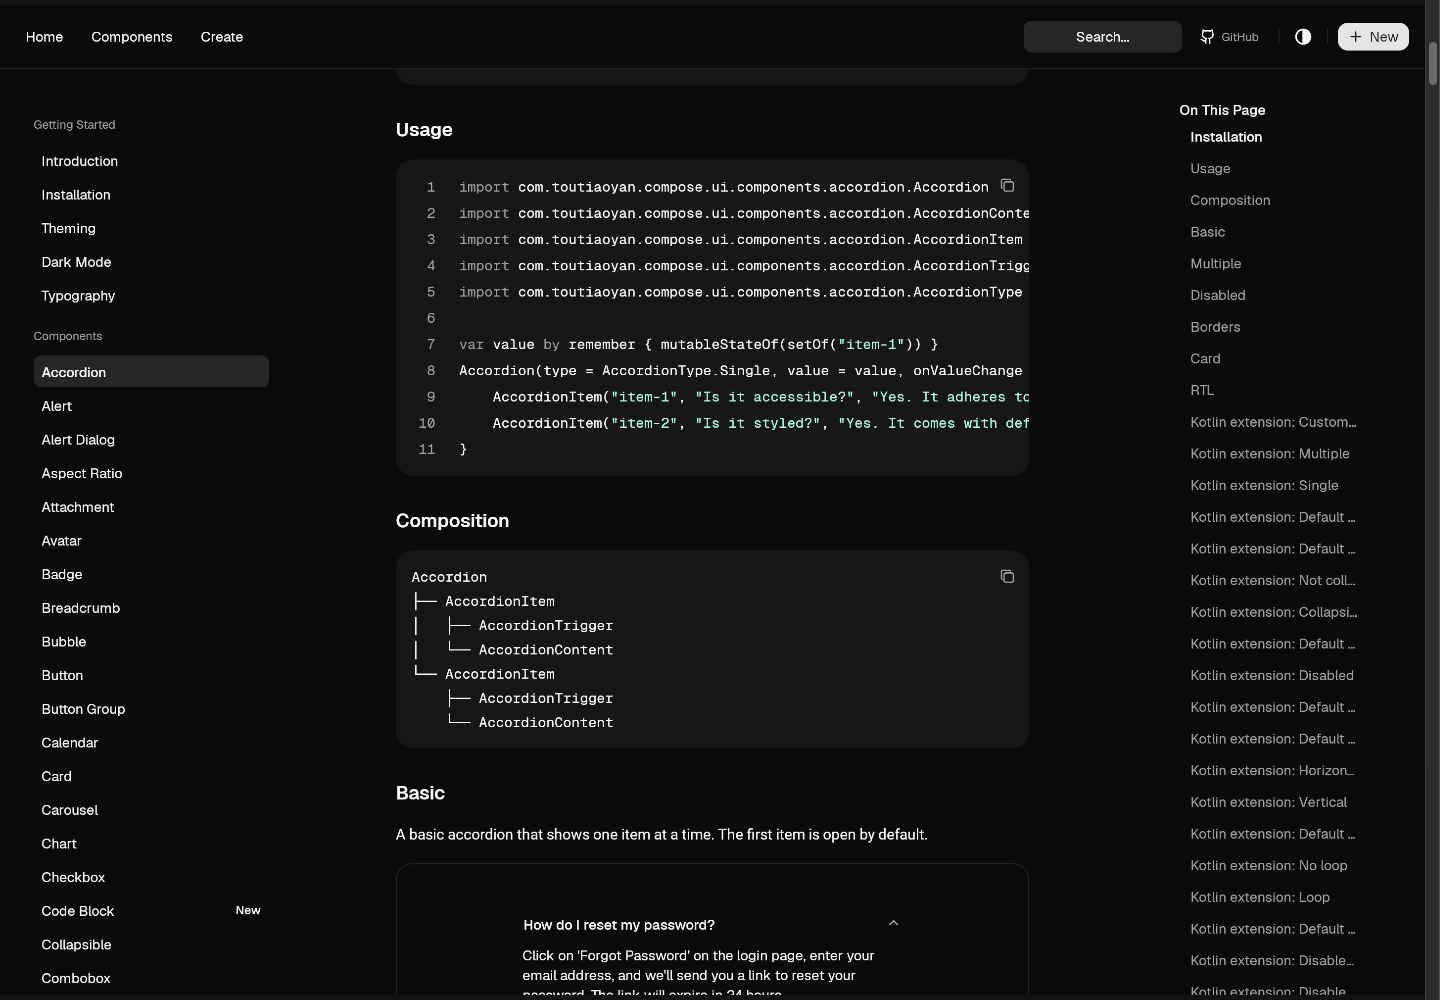 Home
Components
Create
Search...
GitHub
New
Getting Started
Introduction
Installation
Theming
Dark Mode
Typography
Components
Accordion
Alert
Alert Dialog
Aspect Ratio
Attachment
Avatar
Badge
Breadcrumb
Bubble
Button
Button Group
Calendar
Card
Carousel
Chart
Checkbox
Code Block New
Collapsible
Combobox
Usage
1 import com.toutiaoyan.compose.ui.components.accordion.Accordion
2 import com.toutiaoyan.compose.ui.components.accordion.AccordionConte
3 import com.toutiaoyan.compose.ui.components.accordion.AccordionItem
4 import com.toutiaoyan.compose.ui.components.accordion.AccordionTrigg
5 import com.toutiaoyan.compose.ui.components.accordion.AccordionType
6
7 var value by remember { mutableStateOf(setOf("item-1")) }
8 Accordion(type = AccordionType.Single, value = value, onValueChange
9     AccordionItem("item-1", "Is it accessible?", "Yes. It adheres to
10     AccordionItem("item-2", "Is it styled?", "Yes. It comes with def
11 }
Composition
Accordion
├── AccordionItem
│   ├── AccordionTrigger
│   └── AccordionContent
└── AccordionItem
    ├── AccordionTrigger
    └── AccordionContent
Basic
A basic accordion that shows one item at a time. The first item is open by default.
How do I reset my password?
Click on 'Forgot Password' on the login page, enter your
email address, and we'll send you a link to reset your
password. The link will expire in 24 hours.
On This Page
Installation
Usage
Composition
Basic
Multiple
Disabled
Borders
Card
RTL
Kotlin extension: Custom...
Kotlin extension: Multiple
Kotlin extension: Single
Kotlin extension: Default ...
Kotlin extension: Default ...
Kotlin extension: Not coll...
Kotlin extension: Collapsi...
Kotlin extension: Default ...
Kotlin extension: Disabled
Kotlin extension: Default ...
Kotlin extension: Default ...
Kotlin extension: Horizon...
Kotlin extension: Vertical
Kotlin extension: Default ...
Kotlin extension: No loop
Kotlin extension: Loop
Kotlin extension: Default ...
Kotlin extension: Disable...
Kotlin extension: Disable...